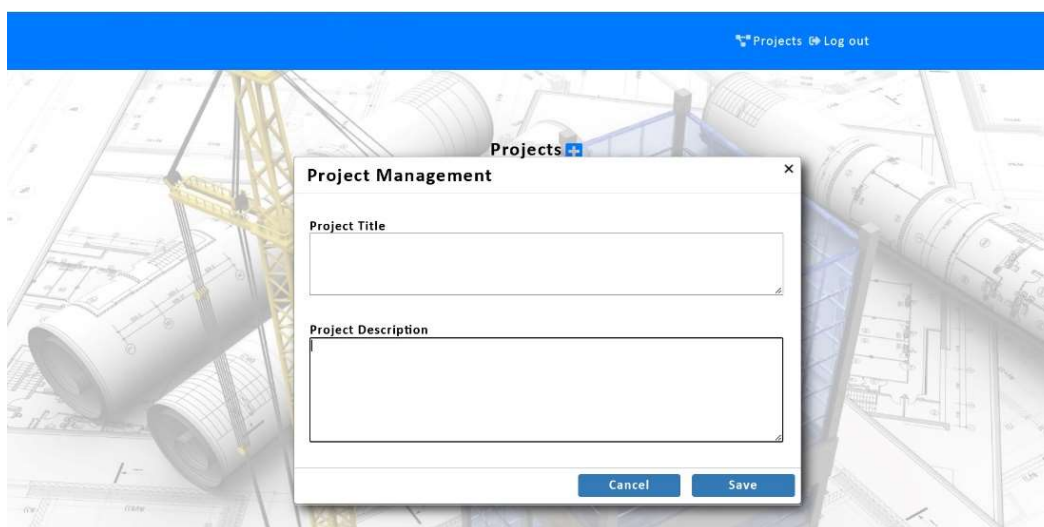 Projects Log out
Projects
Project Management ×
Project Title
Project Description
Cancel Save